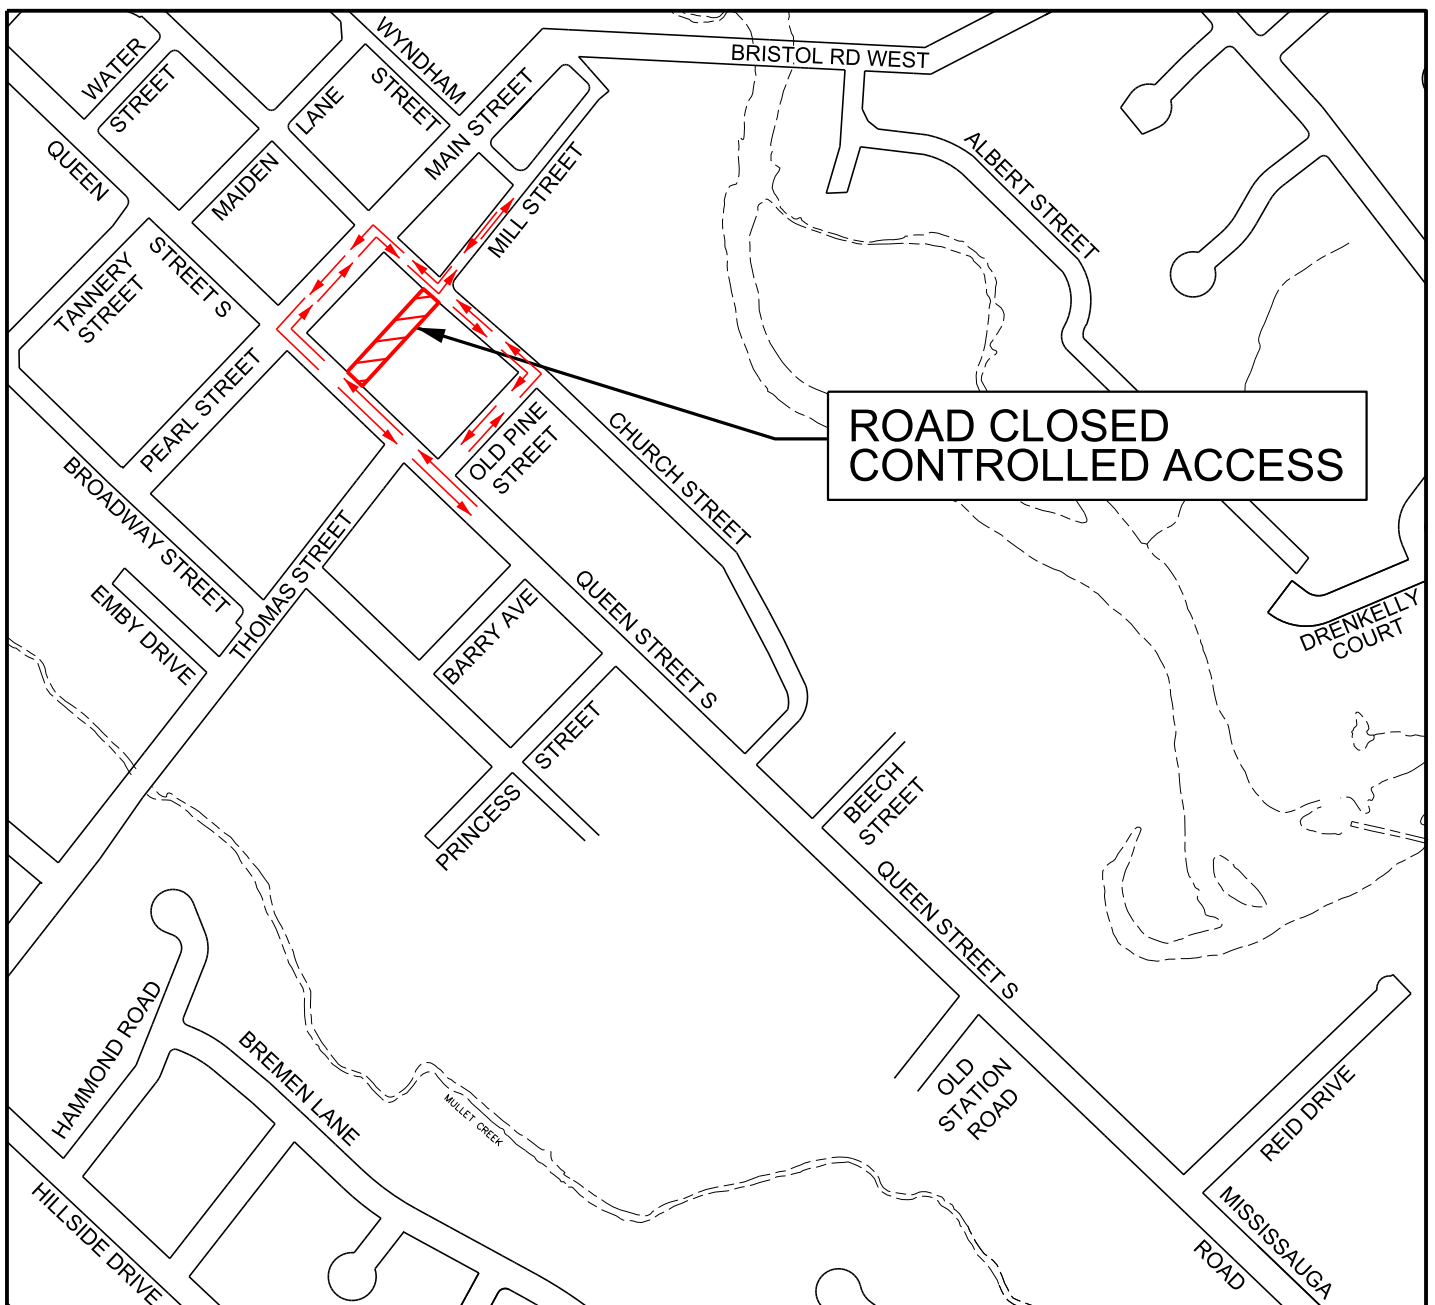 WYNDHAM
STREET
WATER
STREET
BRISTOL RD WEST
LANE
MAIDEN
MAIN STREET
QUEEN
STREET S
ALBERT STREET
MILL STREET
TANNERY
STREET
PEARL STREET
ROAD CLOSED
CONTROLLED ACCESS
OLD PINE
STREET
CHURCH STREET
BROADWAY STREET
THOMAS STREET
EMBY DRIVE
BARRY AVE
QUEEN STREET S
DRENKELLY
COURT
STREET
PRINCESS
BEECH
STREET
QUEEN STREET S
HAMMOND ROAD
BREMEN LANE
MULLET CREEK
OLD
STATION
ROAD
REID DRIVE
HILLSIDE DRIVE
MISSISSAUGA
ROAD